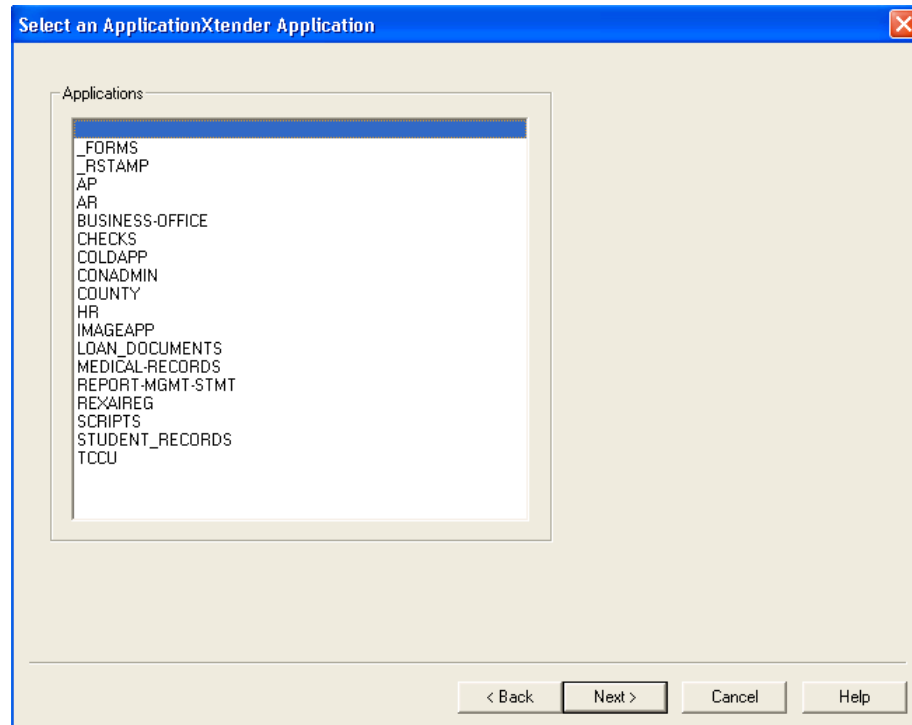 Select an ApplicationXtender Application
Applications
_FORMS
_RSTAMP
AP
AR
BUSINESS-OFFICE
CHECKS
COLDAPP
CONADMIN
COUNTY
HR
IMAGEAPP
LOAN_DOCUMENTS
MEDICAL-RECORDS
REPORT-MGMT-STMT
REXAIREG
SCRIPTS
STUDENT_RECORDS
TCCU
< Back Next > Cancel Help